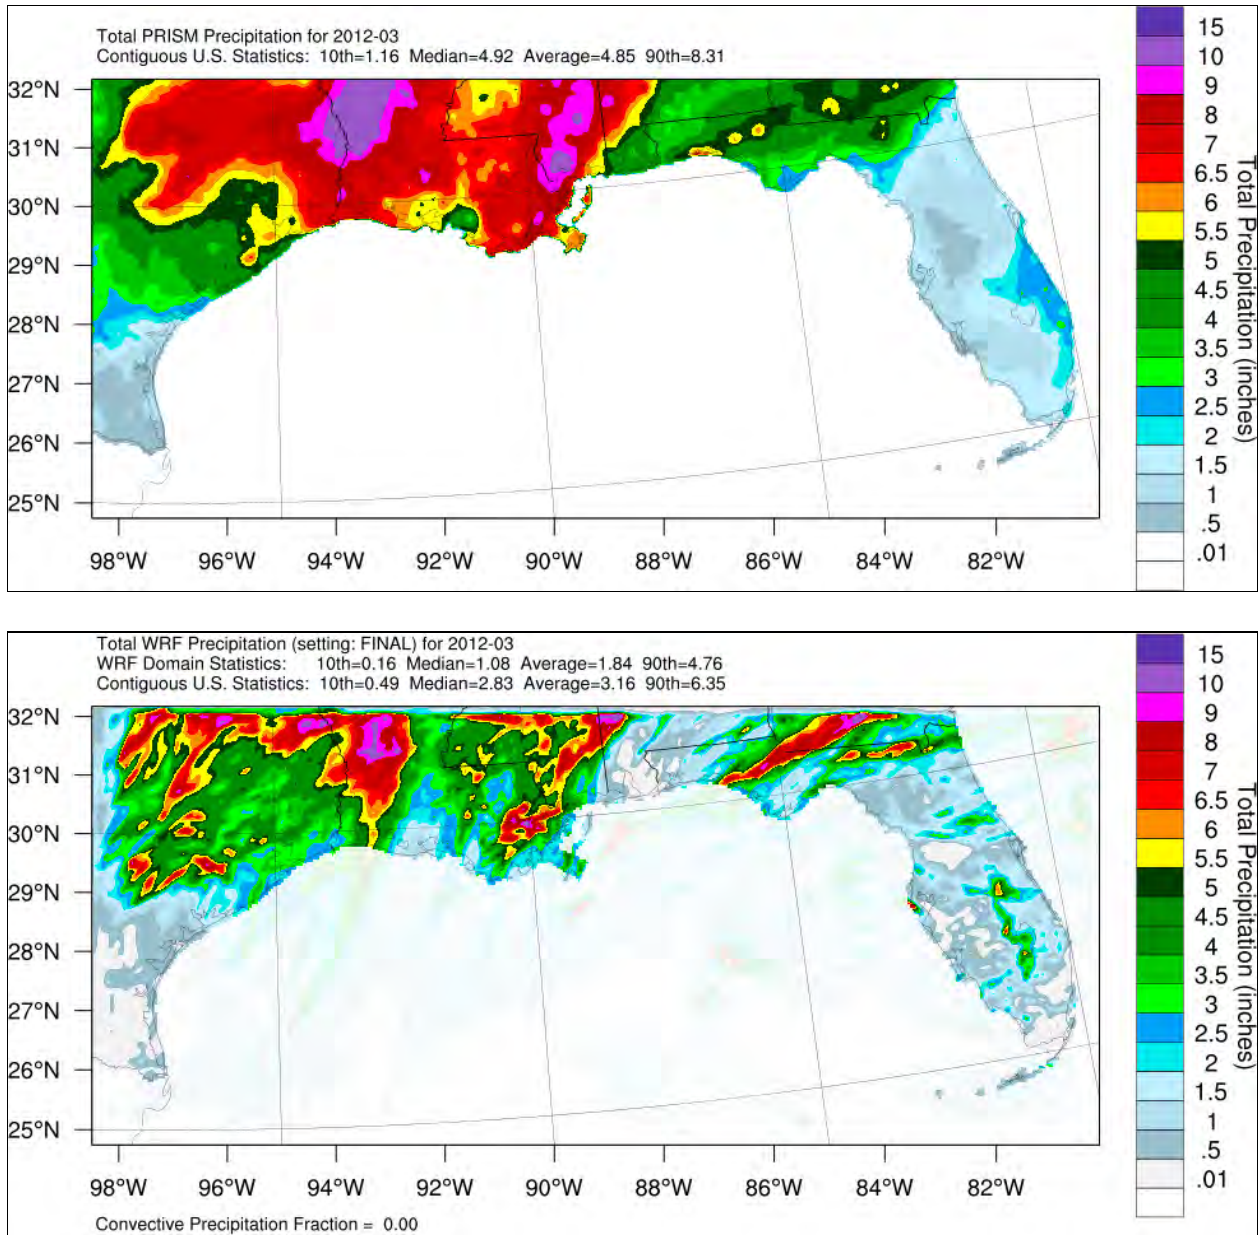 Total PRISM Precipitation for 2012-03
Contiguous U.S. Statistics: 10th=1.16 Median=4.92 Average=4.85 90th=8.31
32°N
31°N
30°N
29°N
28°N
27°N
26°N
25°N
98°W 96°W 94°W 92°W 90°W 88°W 86°W 84°W 82°W
15
10
9
8
7
6.5
6
5.5
5
4.5
4
3.5
3
2.5
2
1.5
1
.5
.01
Total Precipitation (inches)
Total WRF Precipitation (setting: FINAL) for 2012-03
WRF Domain Statistics: 10th=0.16 Median=1.08 Average=1.84 90th=4.76
Contiguous U.S. Statistics: 10th=0.49 Median=2.83 Average=3.16 90th=6.35
32°N
31°N
30°N
29°N
28°N
27°N
26°N
25°N
98°W 96°W 94°W 92°W 90°W 88°W 86°W 84°W 82°W
15
10
9
8
7
6.5
6
5.5
5
4.5
4
3.5
3
2.5
2
1.5
1
.5
.01
Total Precipitation (inches)
Convective Precipitation Fraction = 0.00